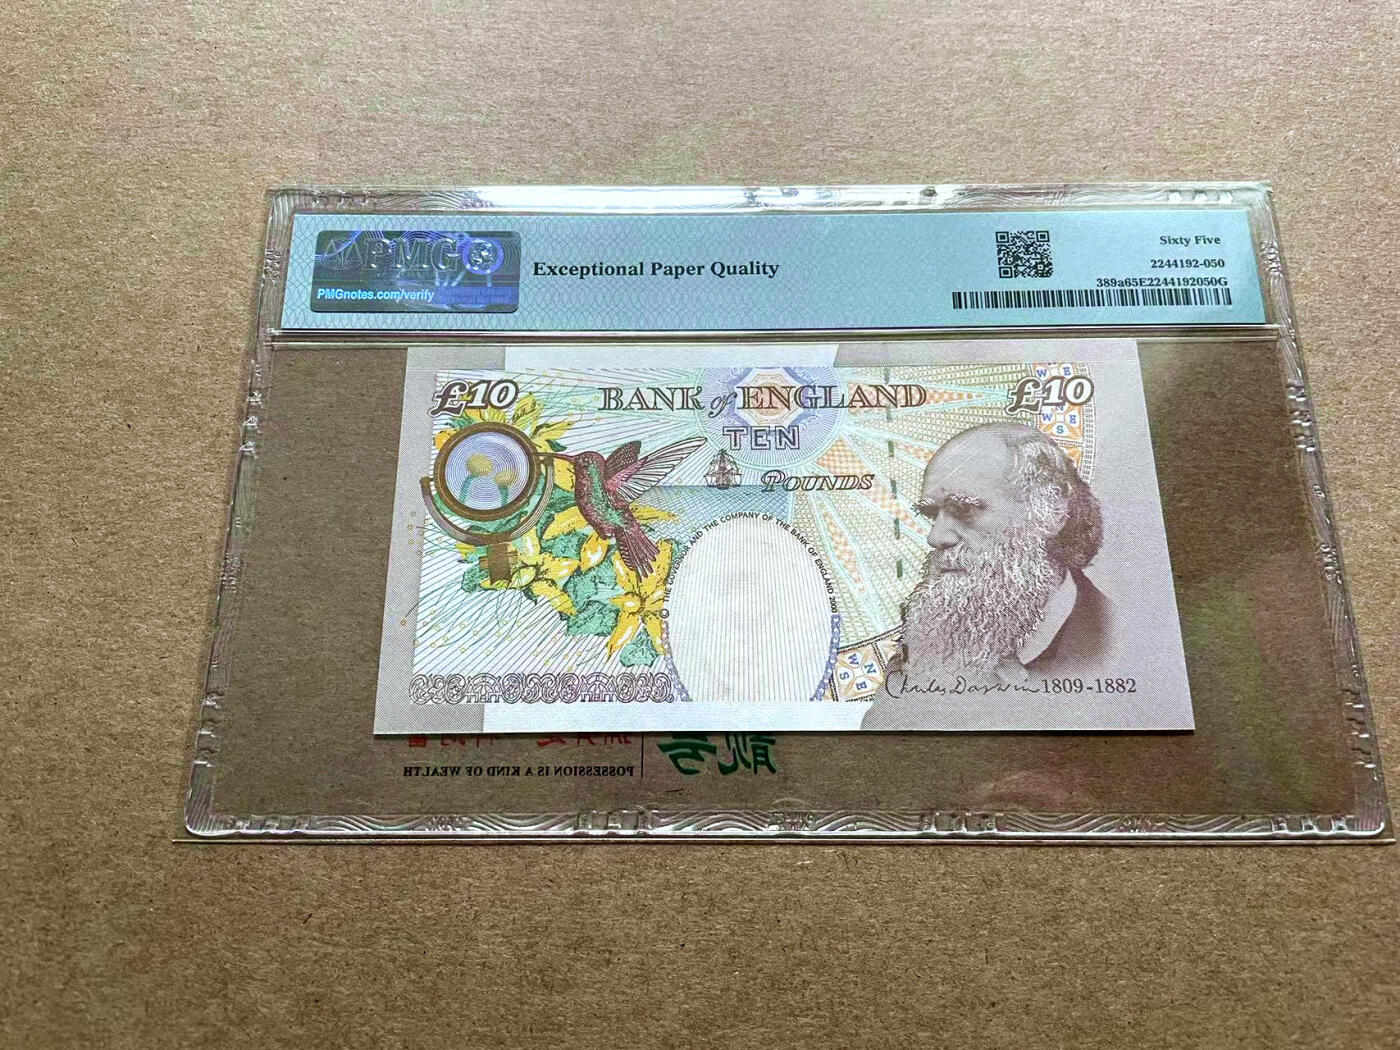 PMG
PMGnotes.com/verify
Exceptional Paper Quality
Sixty Five
2244192-050
389a65E2244192050G
£10
BANK of ENGLAND
£10
TEN
POUNDS
© THE GOVERNOR AND THE COMPANY OF THE BANK OF ENGLAND 2000
W E
N
W E
S
N
W E
S
Charles Darwin 1809-1882
POSSESSION IS A KIND OF WEALTH